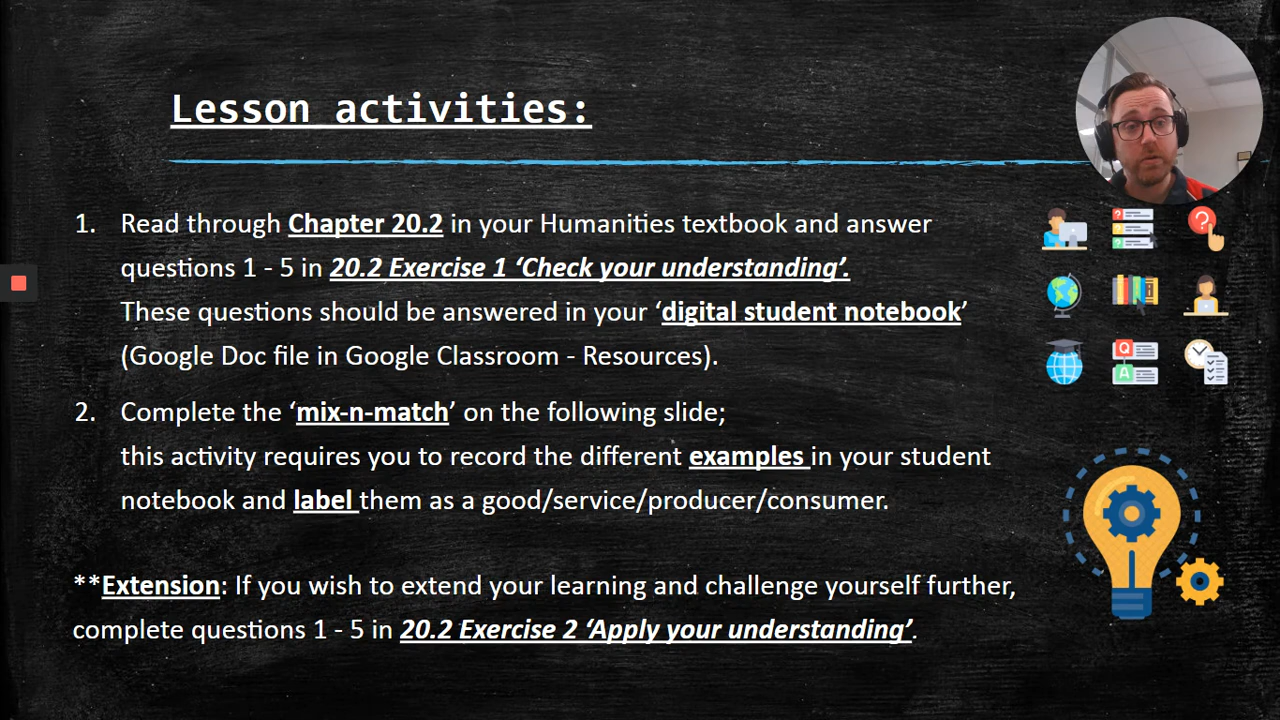 Lesson activities:
1. Read through Chapter 20.2 in your Humanities textbook and answer
questions 1 - 5 in 20.2 Exercise 1 ‘Check your understanding’.
These questions should be answered in your ‘digital student notebook’
(Google Doc file in Google Classroom - Resources).
2. Complete the ‘mix-n-match’ on the following slide;
this activity requires you to record the different examples in your student
notebook and label them as a good/service/producer/consumer.
**Extension: If you wish to extend your learning and challenge yourself further,
complete questions 1 - 5 in 20.2 Exercise 2 ‘Apply your understanding’.
Q
A